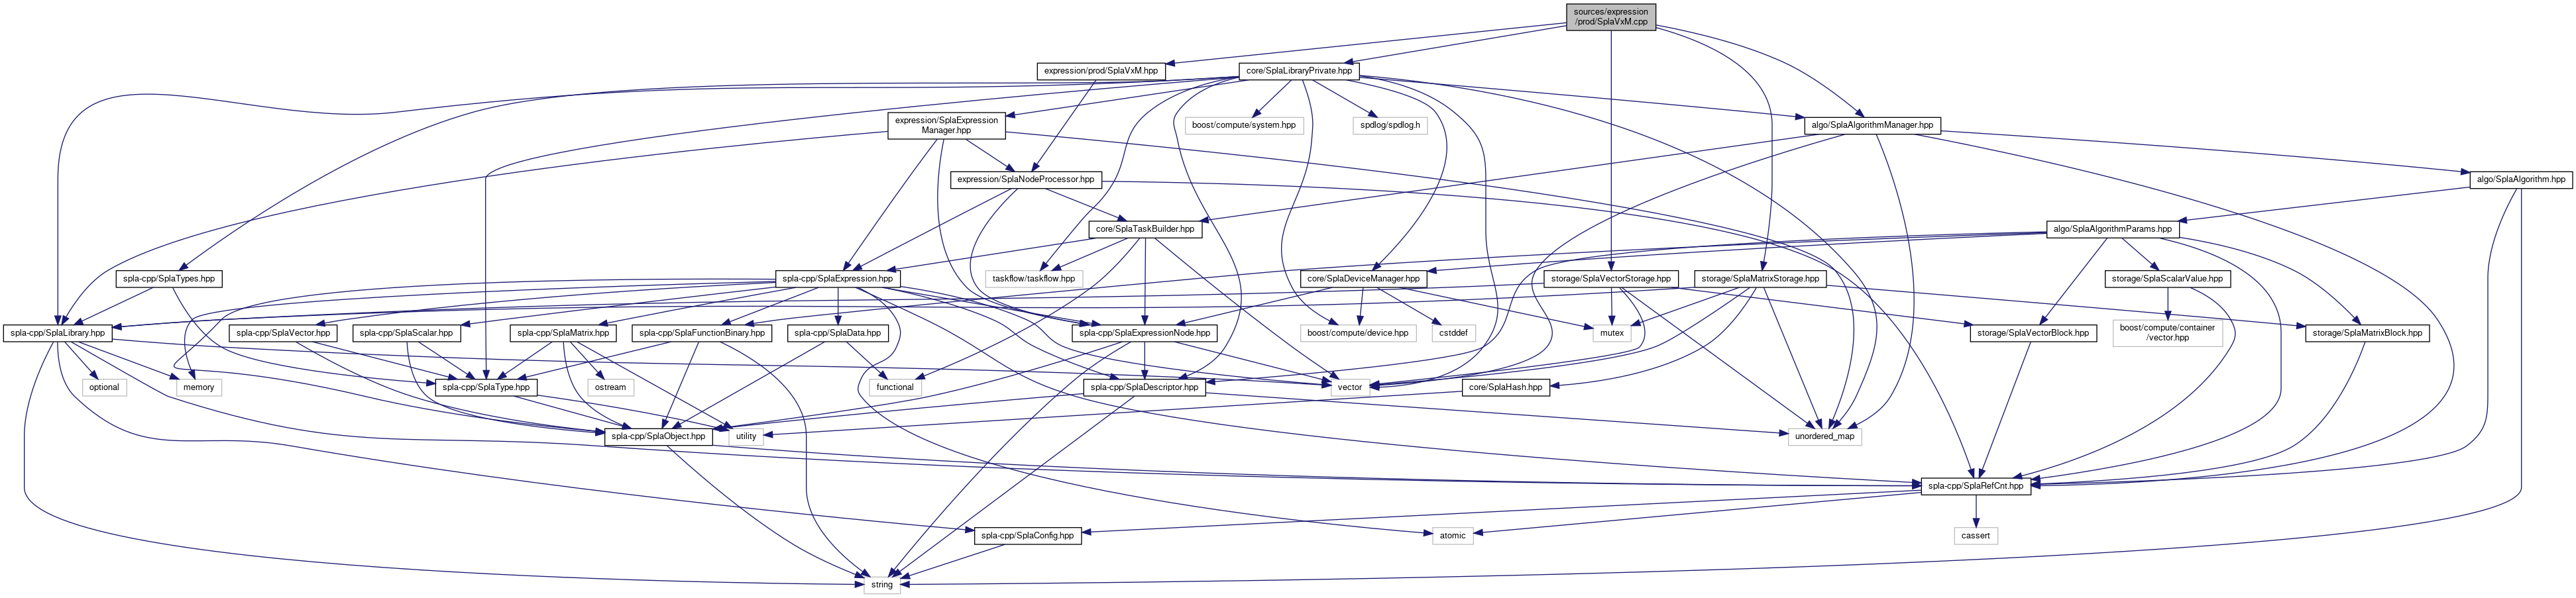 sources/expression
/prod/SplaVxM.cpp
expression/prod/SplaVxM.hpp
core/SplaLibraryPrivate.hpp
expression/SplaExpression
Manager.hpp
boost/compute/system.hpp
spdlog/spdlog.h
algo/SplaAlgorithmManager.hpp
expression/SplaNodeProcessor.hpp
algo/SplaAlgorithm.hpp
core/SplaTaskBuilder.hpp
algo/SplaAlgorithmParams.hpp
spla-cpp/SplaTypes.hpp
spla-cpp/SplaExpression.hpp
taskflow/taskflow.hpp
core/SplaDeviceManager.hpp
storage/SplaVectorStorage.hpp
storage/SplaMatrixStorage.hpp
storage/SplaScalarValue.hpp
spla-cpp/SplaLibrary.hpp
spla-cpp/SplaVector.hpp
spla-cpp/SplaScalar.hpp
spla-cpp/SplaMatrix.hpp
spla-cpp/SplaFunctionBinary.hpp
spla-cpp/SplaData.hpp
spla-cpp/SplaExpressionNode.hpp
boost/compute/device.hpp
cstddef
mutex
storage/SplaVectorBlock.hpp
boost/compute/container
/vector.hpp
storage/SplaMatrixBlock.hpp
optional
memory
spla-cpp/SplaType.hpp
ostream
functional
spla-cpp/SplaDescriptor.hpp
vector
core/SplaHash.hpp
spla-cpp/SplaObject.hpp
utility
unordered_map
spla-cpp/SplaRefCnt.hpp
spla-cpp/SplaConfig.hpp
atomic
cassert
string